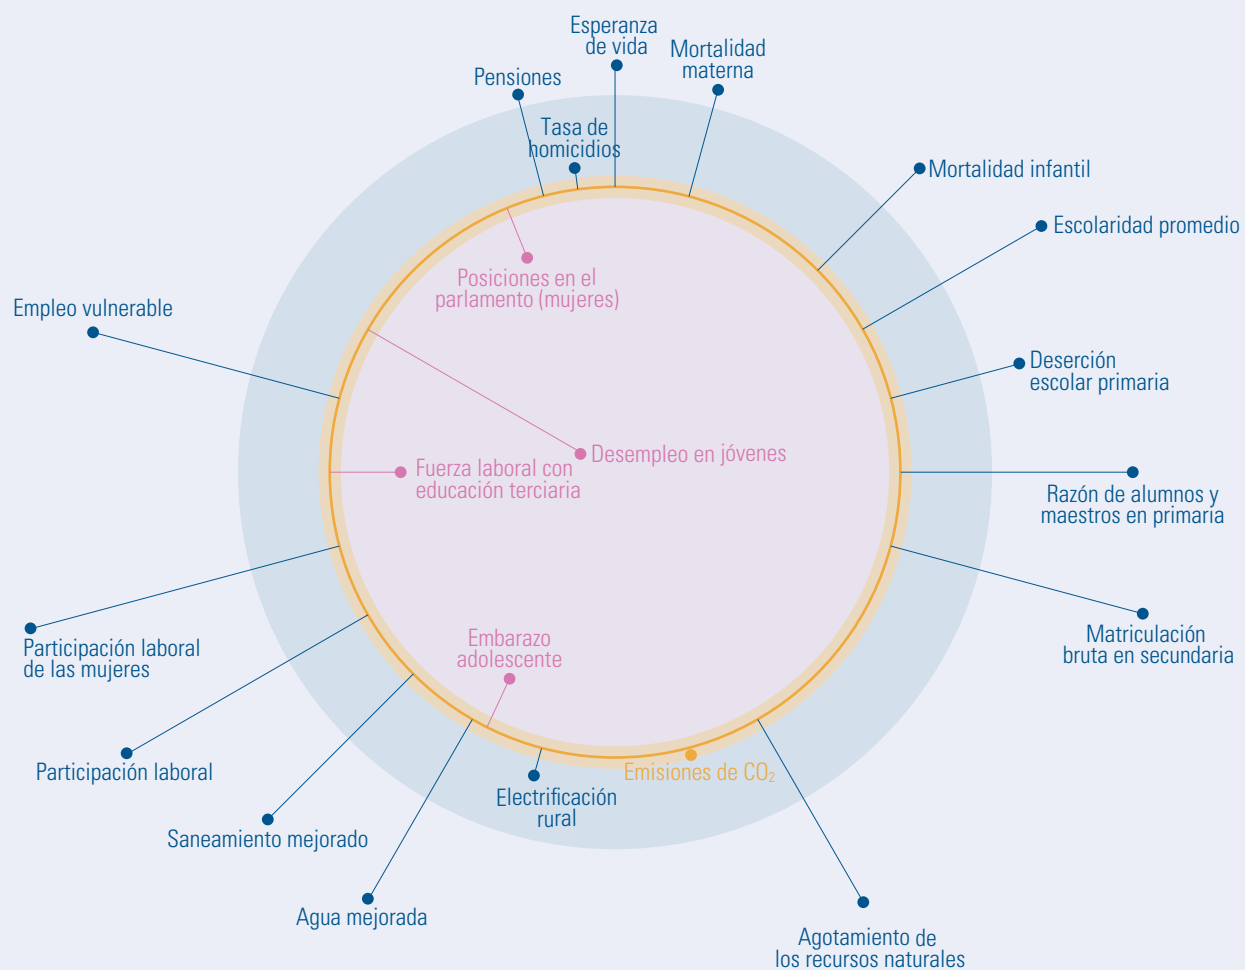 Esperanza
de vida
Mortalidad
materna
Pensiones
Tasa de
homicidios
Mortalidad infantil
Escolaridad promedio
Posiciones en el
parlamento (mujeres)
Empleo vulnerable
Deserción
escolar primaria
Desempleo en jóvenes
Fuerza laboral con
educación terciaria
Razón de alumnos y
maestros en primaria
Embarazo
adolescente
Participación laboral
de las mujeres
Matriculación
bruta en secundaria
Participación laboral
Emisiones de CO₂
Electrificación
rural
Saneamiento mejorado
Agua mejorada
Agotamiento de
los recursos naturales